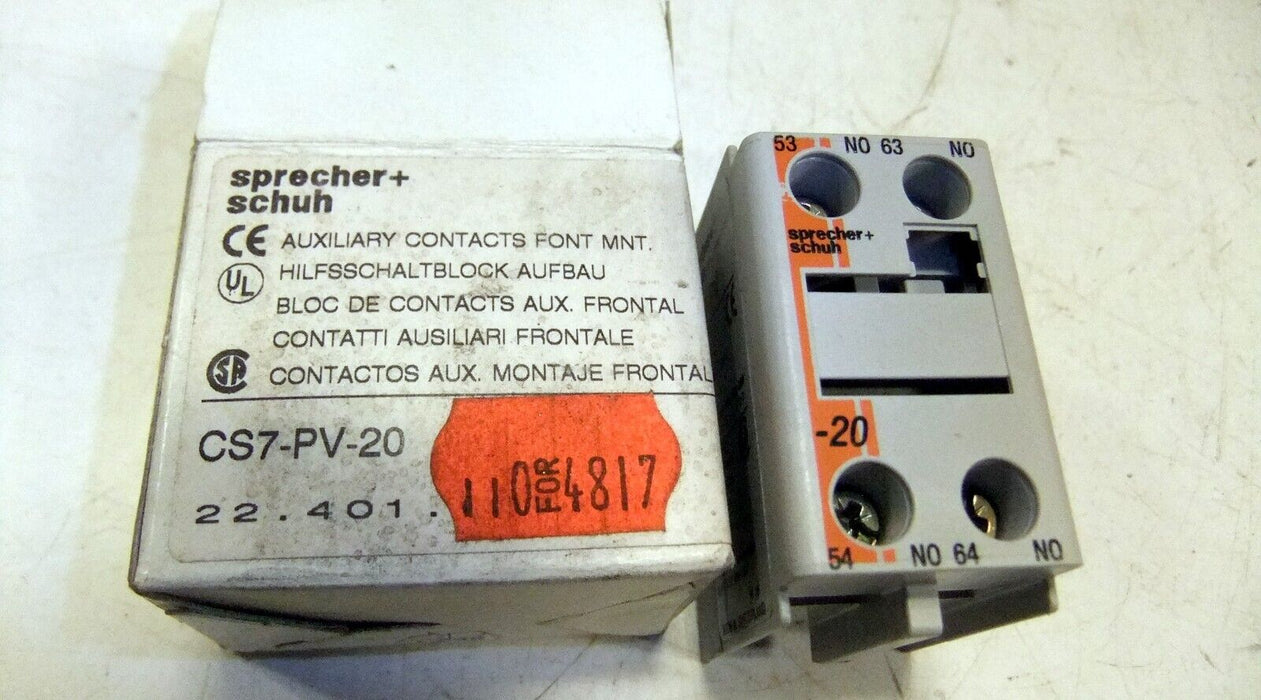 sprecher+
schuh
CE AUXILIARY CONTACTS FONT MNT.
UL HILFSSCHALTBLOCK AUFBAU
BLOC DE CONTACTS AUX. FRONTAL
CONTATTI AUSILIARI FRONTALE
SA CONTACTOS AUX. MONTAJE FRONTAL
CS7-PV-20
22.401.
110 FOR 4817
53 NO 63 NO
sprecher+
schuh
-20
54 NO 64 NO